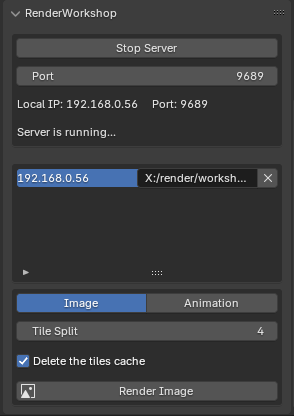 RenderWorkshop
Stop Server
Port 9689
Local IP: 192.168.0.56 Port: 9689
Server is running...
192.168.0.56 X:/render/worksh...
Image Animation
Tile Split 4
Delete the tiles cache
Render Image